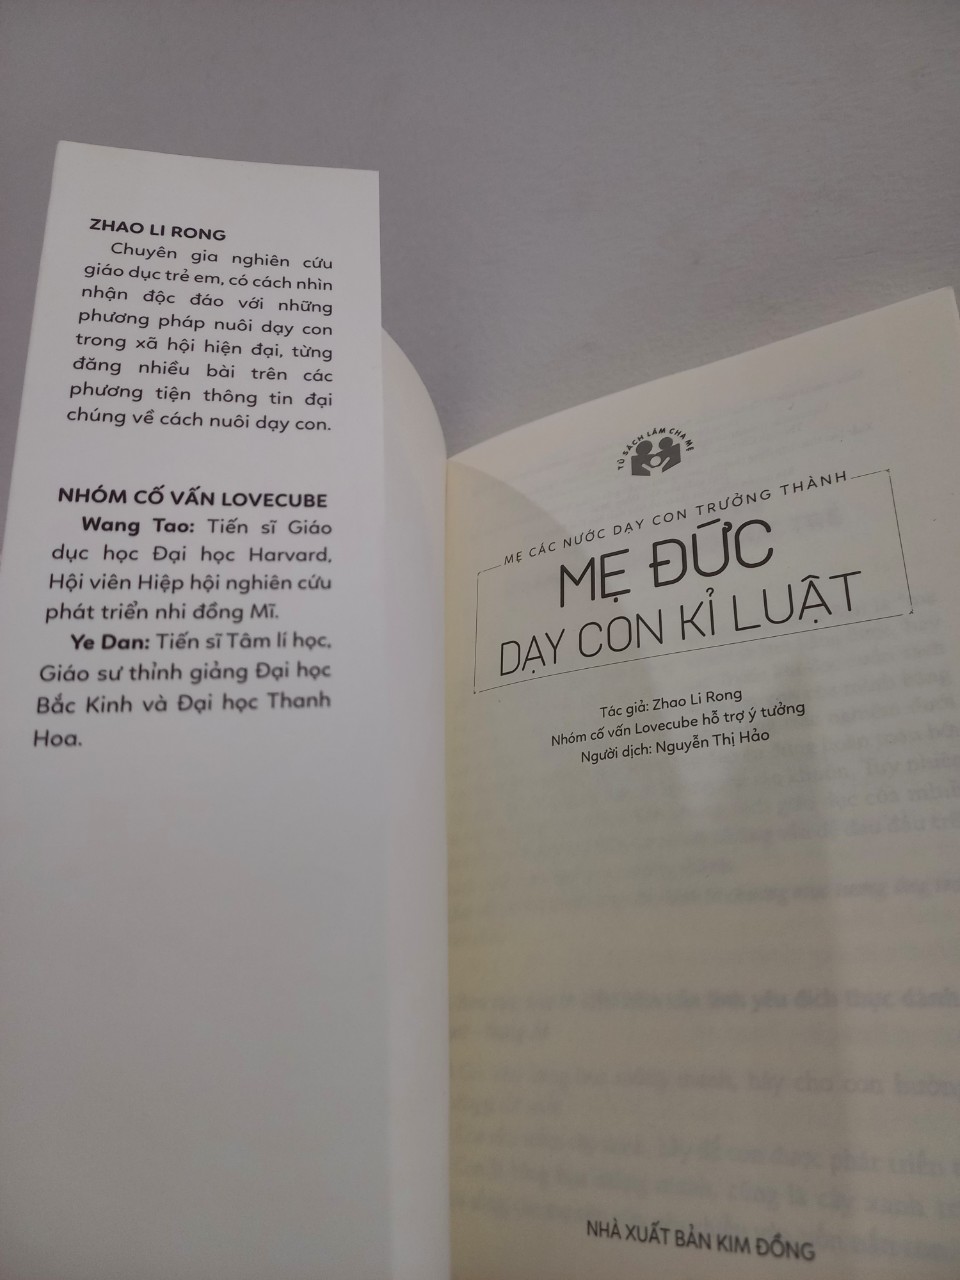 ZHAO LI RONG
Chuyên gia nghiên cứu
giáo dục trẻ em, có cách nhìn
nhận độc đáo với những
phương pháp nuôi dạy con
trong xã hội hiện đại, từng
đăng nhiều bài trên các
phương tiện thông tin đại
chúng về cách nuôi dạy con.
NHÓM CỐ VẤN LOVECUBE
Wang Tao: Tiến sĩ Giáo
dục học Đại học Harvard,
Hội viên Hiệp hội nghiên cứu
phát triển nhi đồng Mĩ.
Ye Dan: Tiến sĩ Tâm lí học,
Giáo sư thỉnh giảng Đại học
Bắc Kinh và Đại học Thanh
Hoa.
TỦ SÁCH LÀM CHA MẸ
MẸ CÁC NƯỚC DẠY CON TRƯỞNG THÀNH
MẸ ĐỨC
DẠY CON KỈ LUẬT
Tác giả: Zhao Li Rong
Nhóm cố vấn Lovecube hỗ trợ ý tưởng
Người dịch: Nguyễn Thị Hảo
NHÀ XUẤT BẢN KIM ĐỒNG